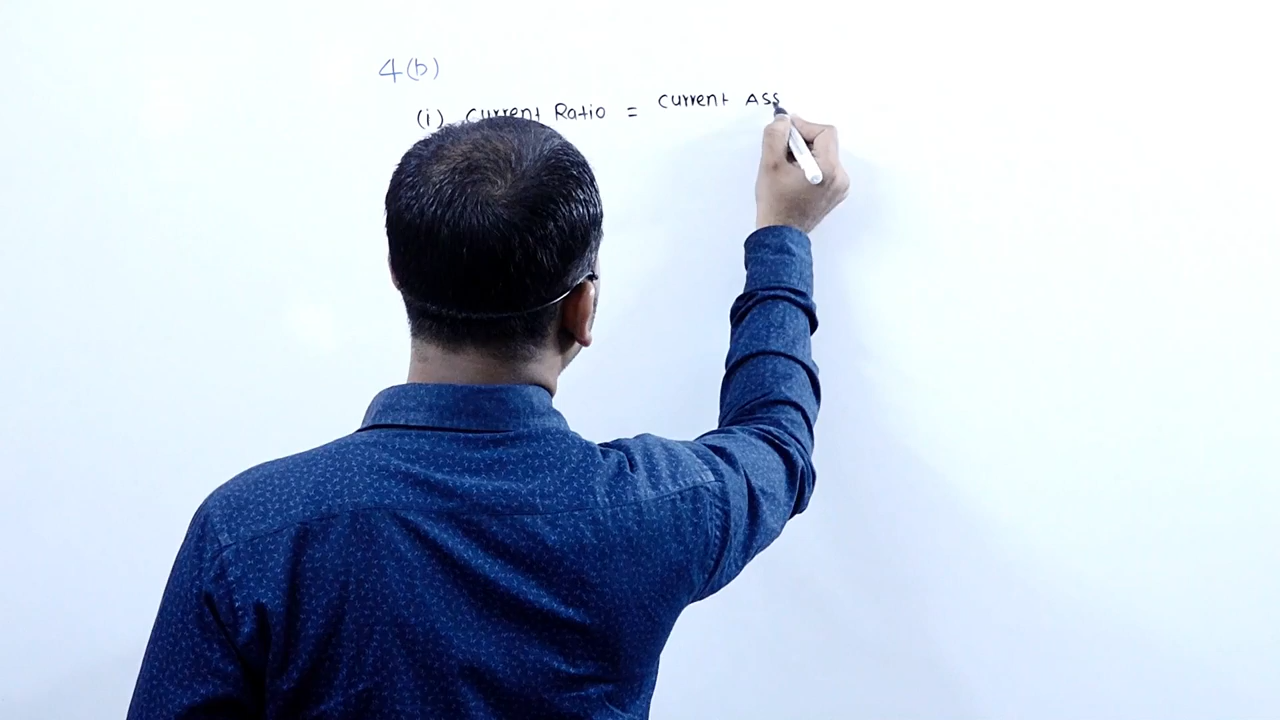 4(b)
(i) Current Ratio = Current Ass